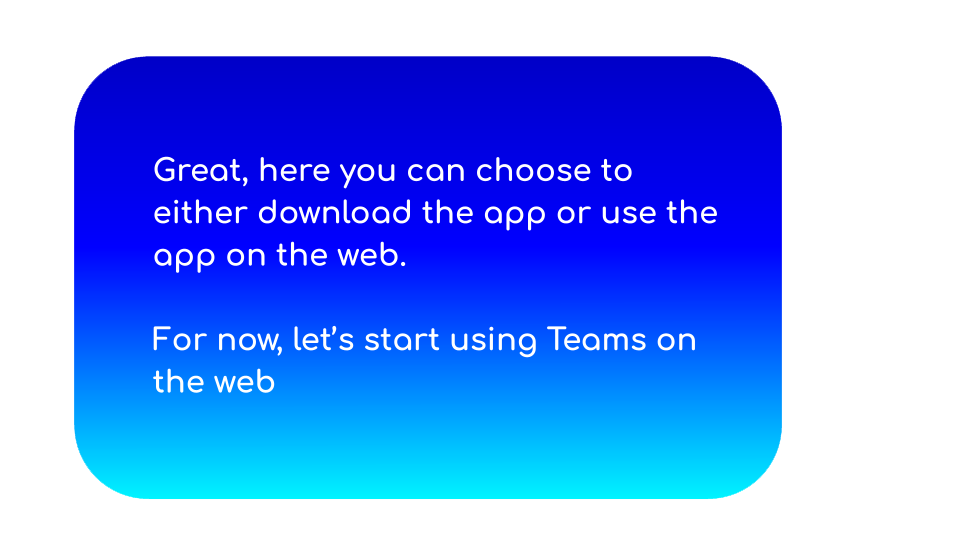 Great, here you can choose to
either download the app or use the
app on the web.
For now, let’s start using Teams on
the web